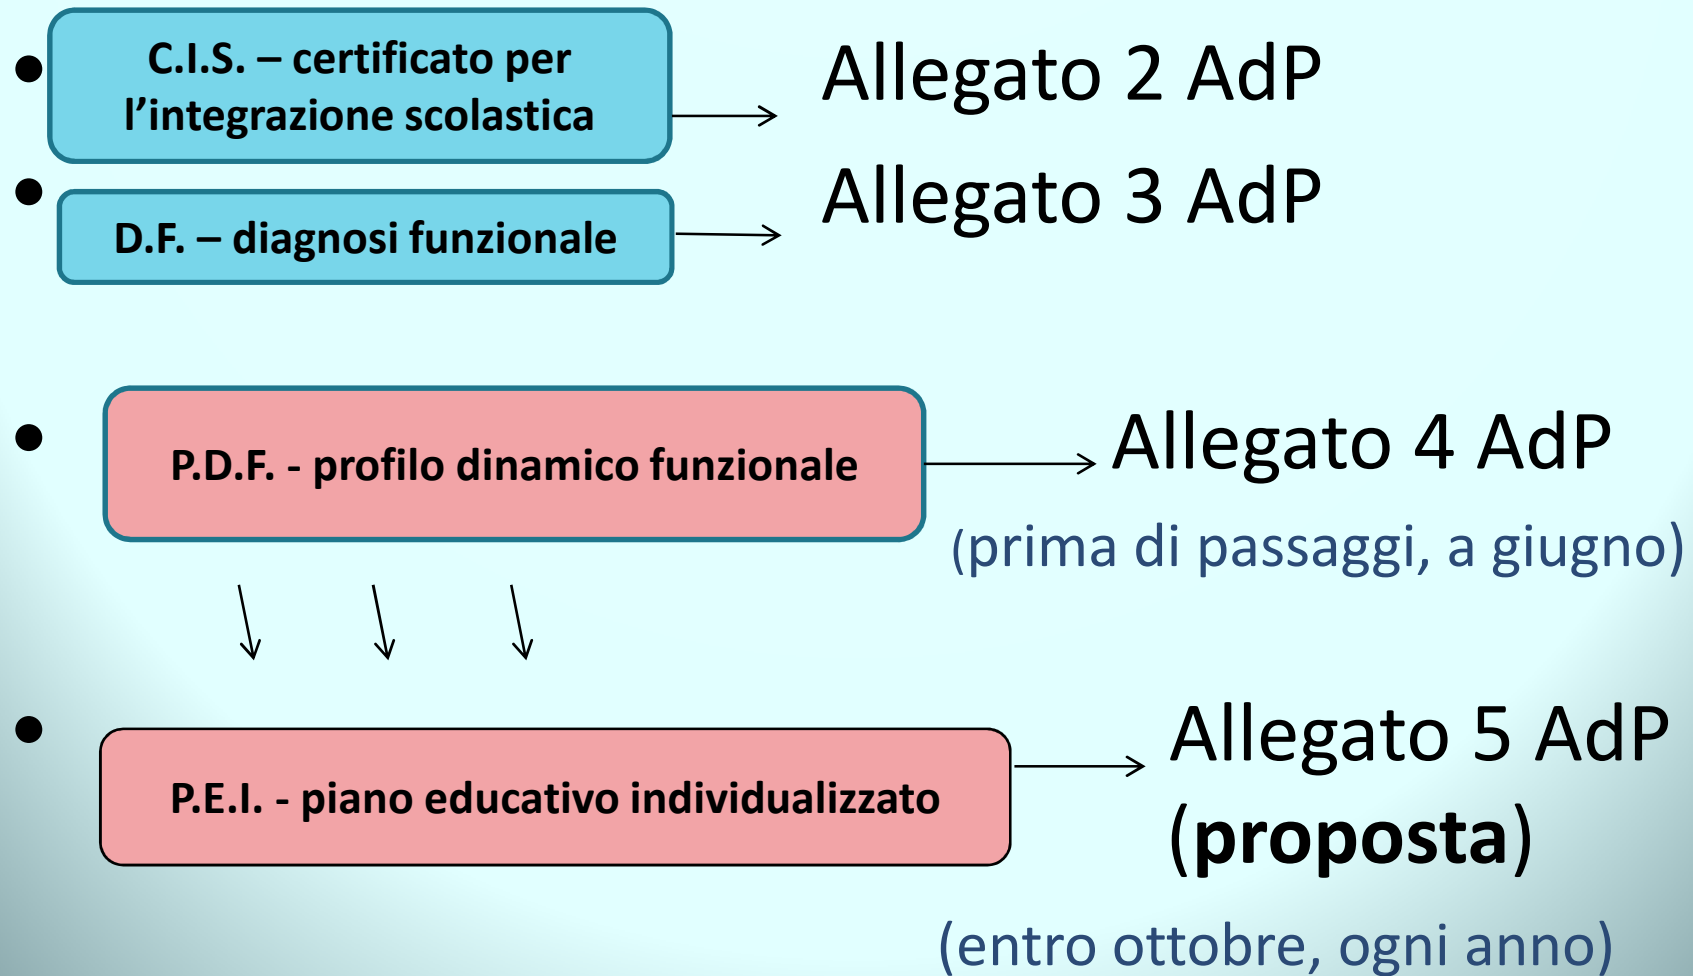 C.I.S. – certificato per
l'integrazione scolastica
Allegato 2 AdP
D.F. – diagnosi funzionale
Allegato 3 AdP
P.D.F. - profilo dinamico funzionale
Allegato 4 AdP
(prima di passaggi, a giugno)
P.E.I. - piano educativo individualizzato
Allegato 5 AdP
(proposta)
(entro ottobre, ogni anno)